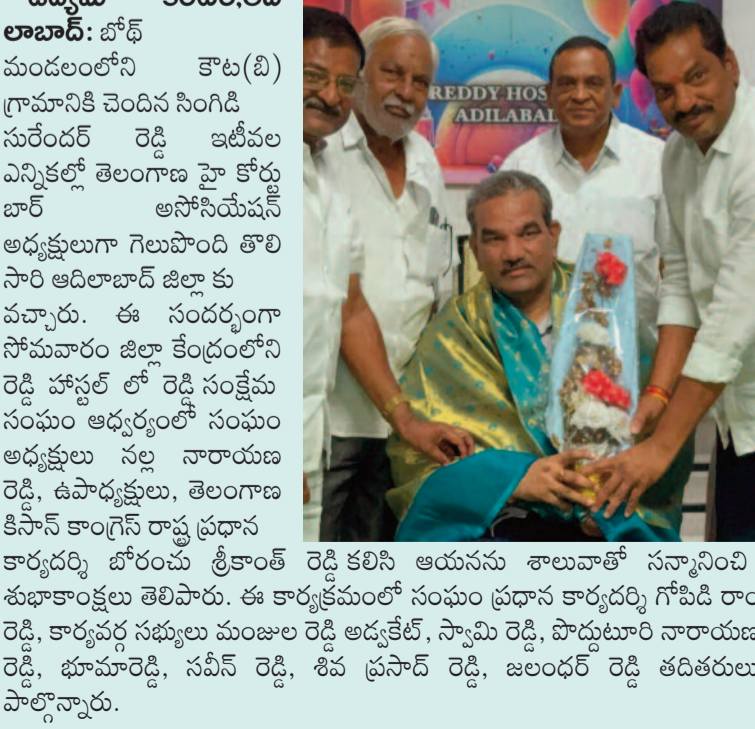 లాబాద్: బోథ్
మండలంలోని కౌట(బి)
గ్రామానికి చెందిన సింగిడి
సురేందర్ రెడ్డి ఇటీవల
ఎన్నికల్లో తెలంగాణ హై కోర్టు
బార్ అసోసియేషన్
అధ్యక్షులుగా గెలుపొంది తొలి
సారి ఆదిలాబాద్ జిల్లా కు
వచ్చారు. ఈ సందర్భంగా
సోమవారం జిల్లా కేంద్రంలోని
రెడ్డి హాస్టల్ లో రెడ్డి సంక్షేమ
సంఘం ఆధ్వర్యంలో సంఘం
అధ్యక్షులు నల్ల నారాయణ
రెడ్డి, ఉపాధ్యక్షులు, తెలంగాణ
కిసాన్ కాంగ్రెస్ రాష్ట్ర ప్రధాన
కార్యదర్శి బోరంచు శ్రీకాంత్ రెడ్డి కలిసి ఆయనను శాలువాతో సన్మానించి
శుభాకాంక్షలు తెలిపారు. ఈ కార్యక్రమంలో సంఘం ప్రధాన కార్యదర్శి గోపిడి రాం
రెడ్డి, కార్యవర్గ సభ్యులు మంజుల రెడ్డి అడ్వకేట్, స్వామి రెడ్డి, పొద్దుటూరి నారాయణ
రెడ్డి, భూమారెడ్డి, సవీన్ రెడ్డి, శివ ప్రసాద్ రెడ్డి, జలంధర్ రెడ్డి తదితరులు
పాల్గొన్నారు.
REDDY HOS
ADILABAD